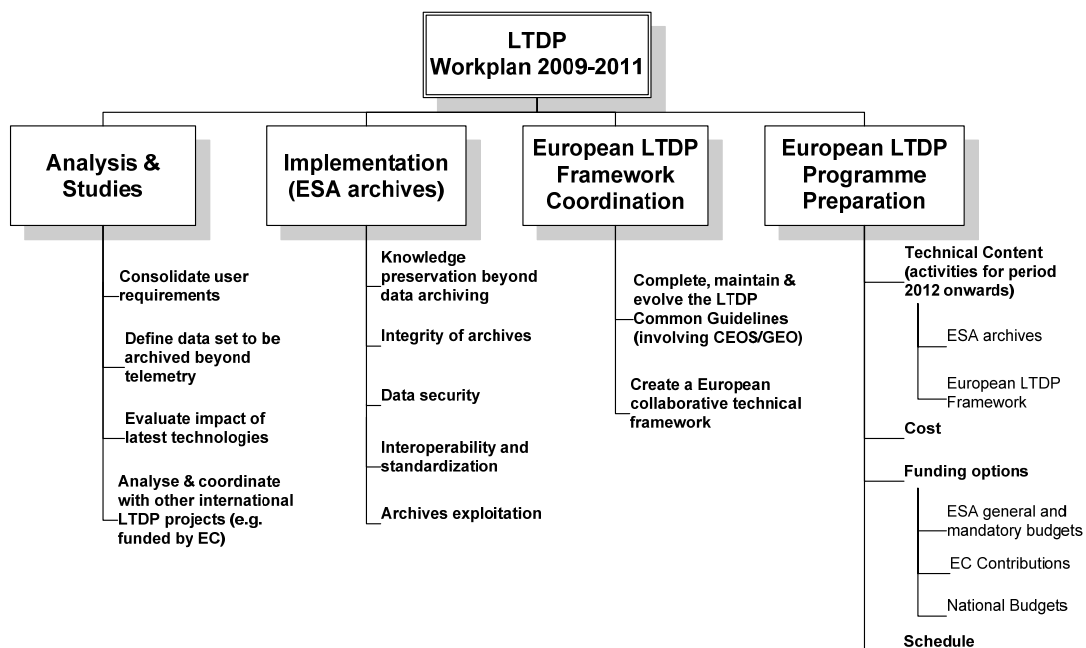 LTDP
Workplan 2009-2011
Analysis &
Studies
Consolidate user
requirements
Define data set to be
archived beyond
telemetry
Evaluate impact of
latest technologies
Analyse & coordinate
with other international
LTDP projects (e.g.
funded by EC)
Implementation
(ESA archives)
Knowledge
preservation beyond
data archiving
Integrity of archives
Data security
Interoperability and
standardization
Archives exploitation
European LTDP
Framework
Coordination
Complete, maintain &
evolve the LTDP
Common Guidelines
(involving CEOS/GEO)
Create a European
collaborative technical
framework
European LTDP
Programme
Preparation
Technical Content
(activities for period
2012 onwards)
ESA archives
European LTDP
Framework
Cost
Funding options
ESA general and
mandatory budgets
EC Contributions
National Budgets
Schedule